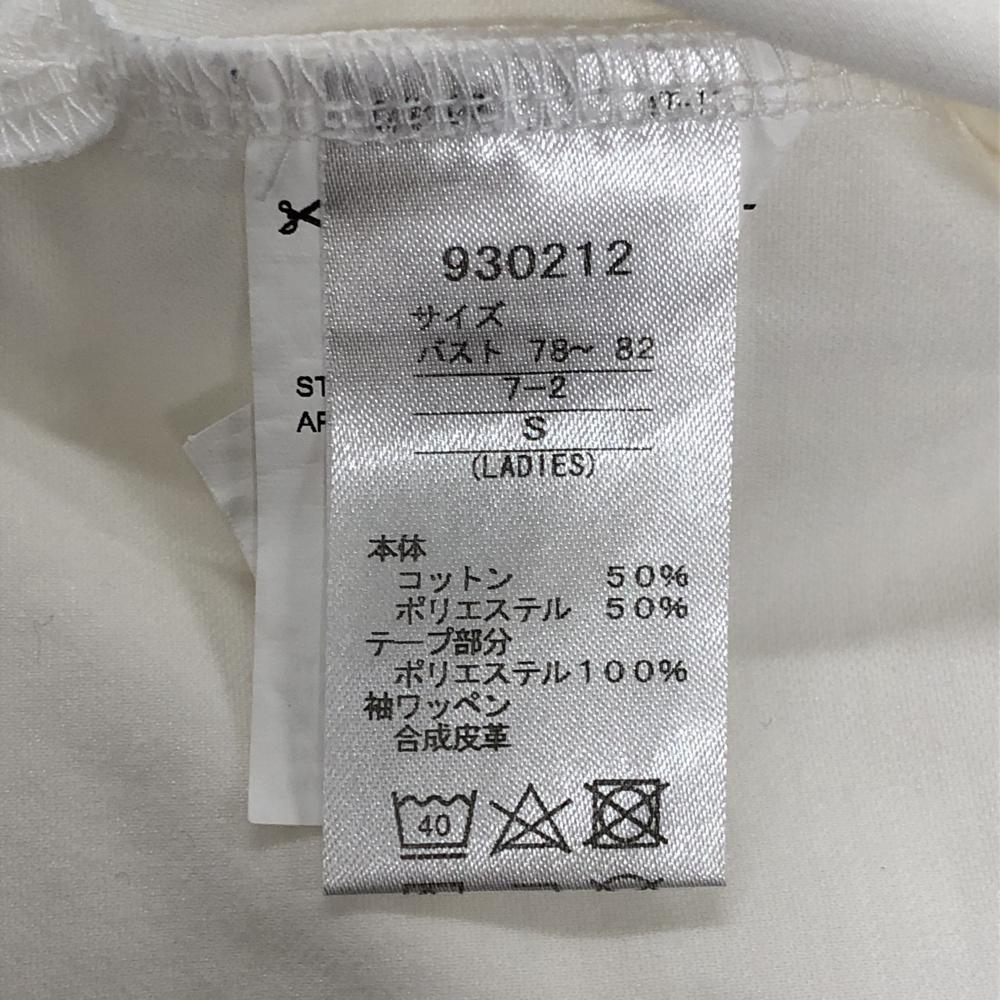 930212
サイズ
バスト 78〜 82
7-2
S
(LADIES)
本体
コットン 50%
ポリエステル 50%
テープ部分
ポリエステル100%
袖ワッペン
合成皮革
40